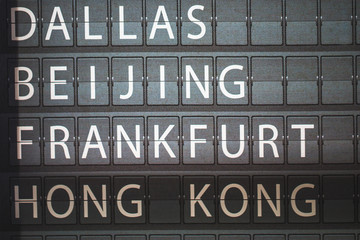 DALLAS
BEIJING
FRANKFURT
HONG KONG